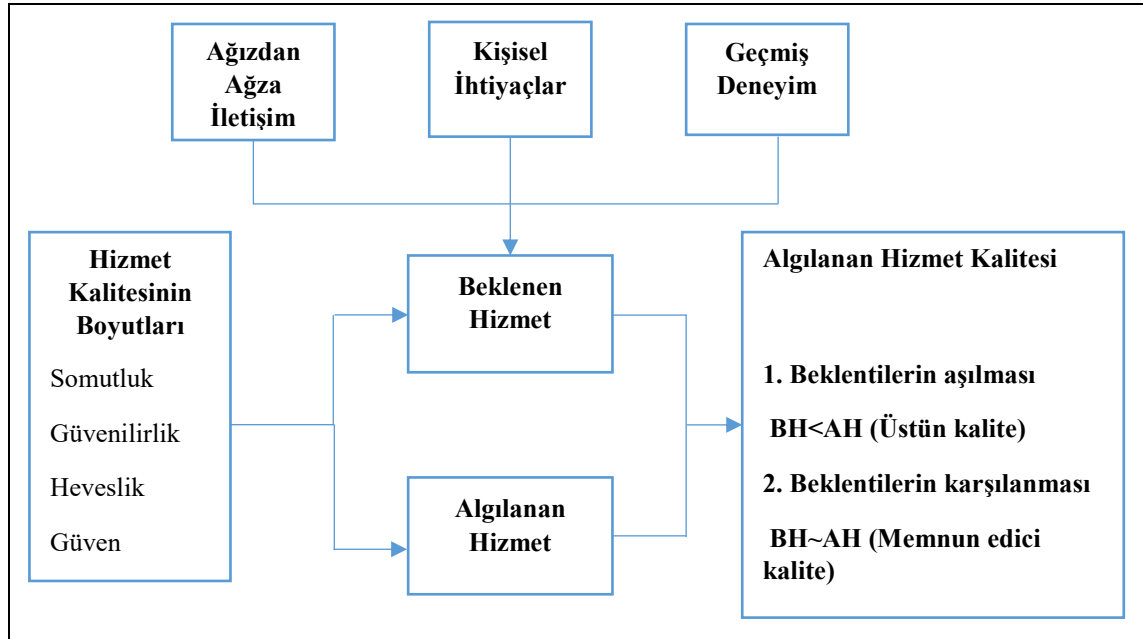 Ağızdan
Ağza
İletişim
Kişisel
İhtiyaçlar
Geçmiş
Deneyim
Hizmet
Kalitesinin
Boyutları
Somutluk
Güvenilirlik
Heveslik
Güven
Beklenen
Hizmet
Algılanan
Hizmet
Algılanan Hizmet Kalitesi
1. Beklentilerin aşılması
BH<AH (Üstün kalite)
2. Beklentilerin karşılanması
BH~AH (Memnun edici
kalite)